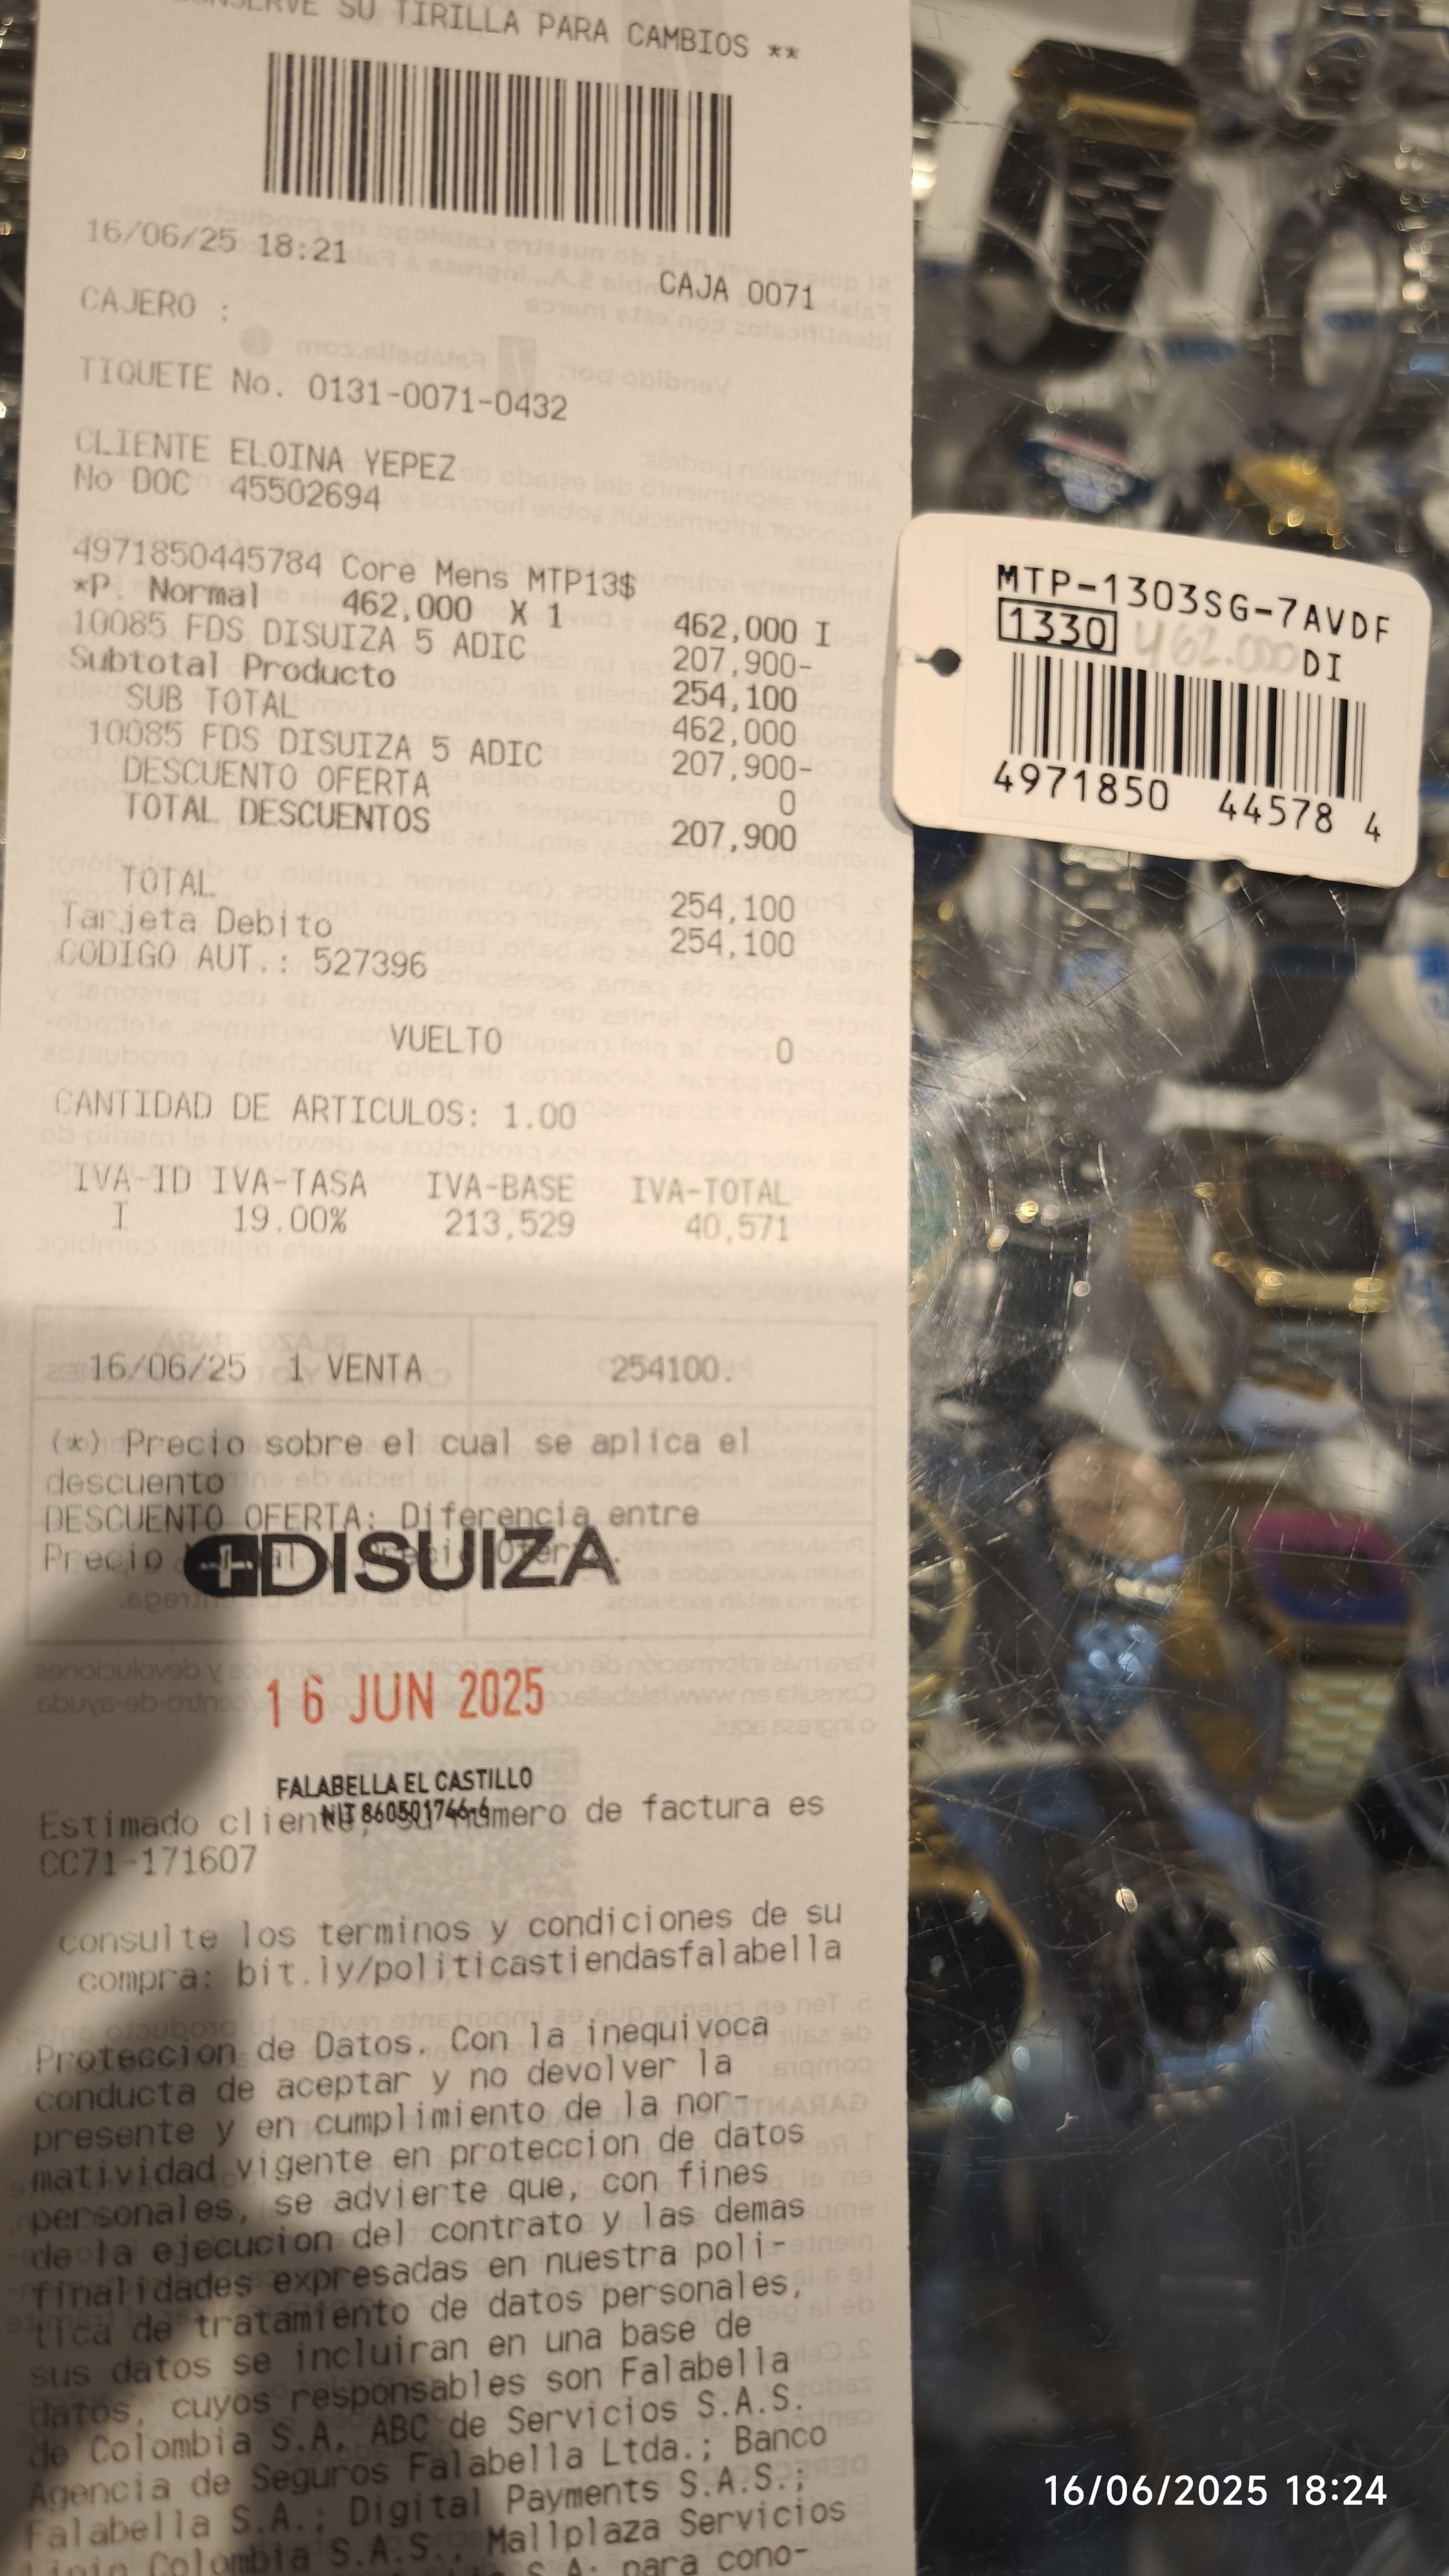 CONSERVE SU TIRILLA PARA CAMBIOS **
16/06/25 18:21
CAJA 0071
CAJERO :
TIQUETE No. 0131-0071-0432
CLIENTE ELOINA YEPEZ
No DOC 45502694
4971850445784 Core Mens MTP13$
*P. Normal 462,000 X 1 462,000 I
10085 FDS DISUIZA 5 ADIC 207,900-
Subtotal Producto 254,100
SUB TOTAL 462,000
10085 FDS DISUIZA 5 ADIC 207,900-
DESCUENTO OFERTA 0
TOTAL DESCUENTOS 207,900
TOTAL 254,100
Tarjeta Debito 254,100
CODIGO AUT.: 527396
VUELTO 0
CANTIDAD DE ARTICULOS: 1.00
IVA-ID IVA-TASA IVA-BASE IVA-TOTAL
I 19.00% 213,529 40,571
16/06/25 1 VENTA 254100.
(*) Precio sobre el cual se aplica el
descuento
DESCUENTO OFERTA: Diferencia entre
Precio
DISUIZA
16 JUN 2025
FALABELLA EL CASTILLO
NIT 860501746-6
Estimado cliente, su numero de factura es
CC71-171607
consulte los terminos y condiciones de su
compra: bit.ly/politicastiendasfalabella
Proteccion de Datos. Con la inequivoca
conducta de aceptar y no devolver la
presente y en cumplimiento de la nor-
matividad vigente en proteccion de datos
personales, se advierte que, con fines
de la ejecucion del contrato y las demas
finalidades expresadas en nuestra poli-
tica de tratamiento de datos personales,
sus datos se incluiran en una base de
datos, cuyos responsables son Falabella
de Colombia S.A, ABC de Servicios S.A.S.
Agencia de Seguros Falabella Ltda.; Banco
Falabella S.A.; Digital Payments S.A.S.;
Colombia S.A.S., Mallplaza Servicios
S.A; para cono-
MTP-1303SG-7AVDF
1330 462.000 DI
4971850 44578 4
16/06/2025 18:24